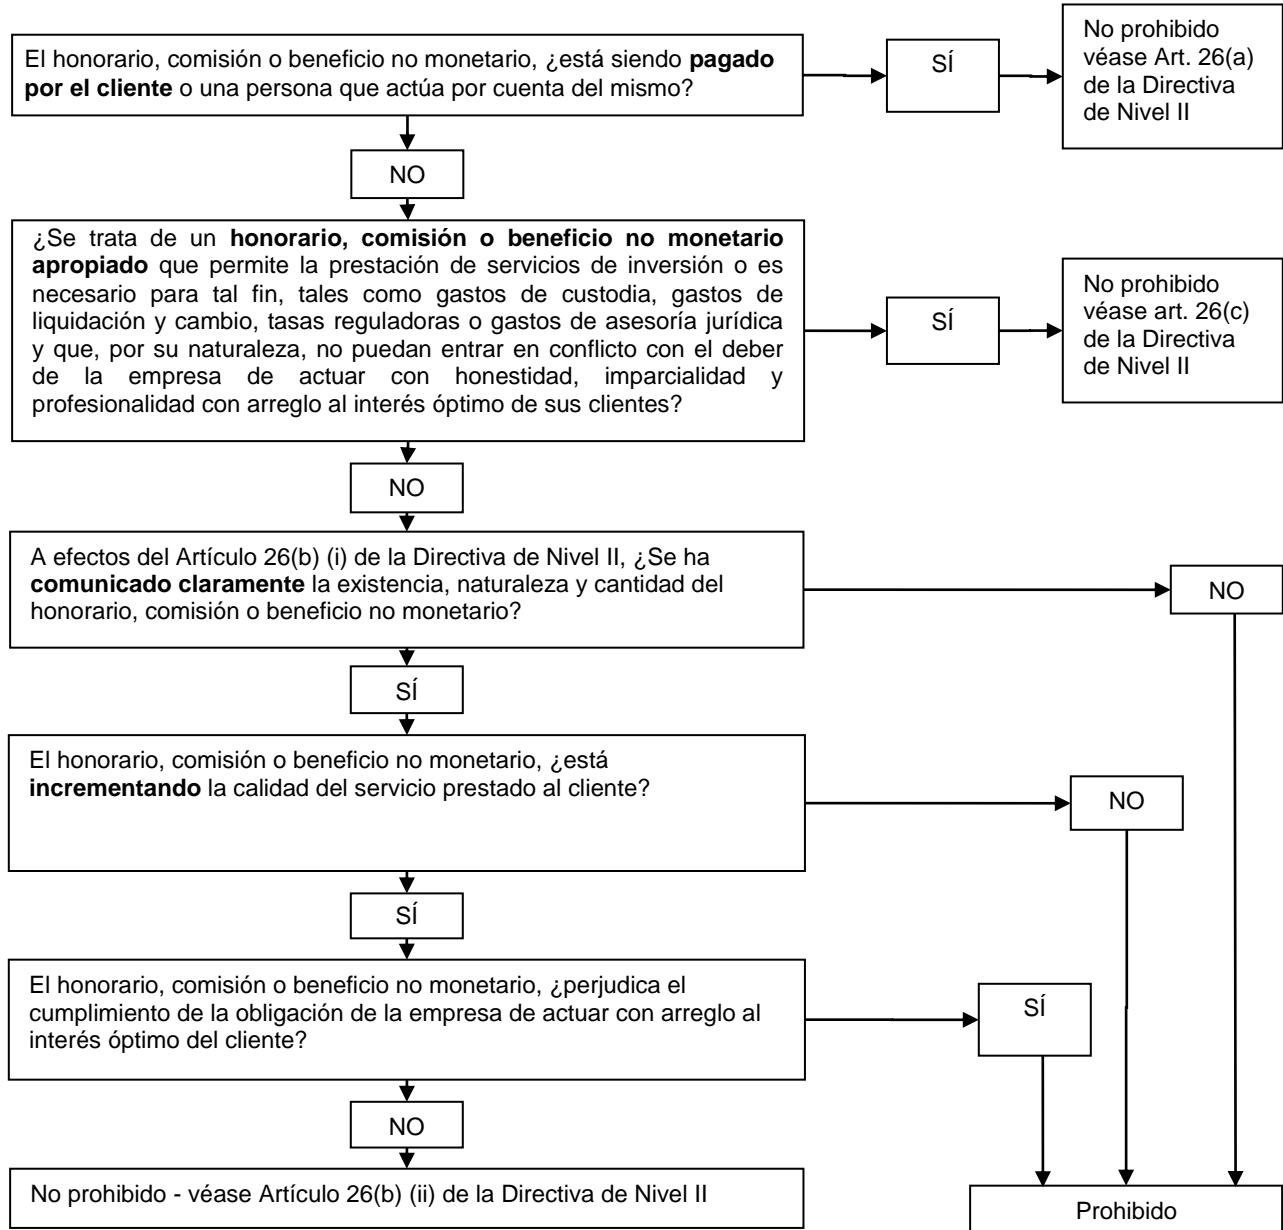 El honorario, comisión o beneficio no monetario, ¿está siendo pagado
por el cliente o una persona que actúa por cuenta del mismo?
SÍ
No prohibido
véase Art. 26(a)
de la Directiva
de Nivel II
NO
¿Se trata de un honorario, comisión o beneficio no monetario
apropiado que permite la prestación de servicios de inversión o es
necesario para tal fin, tales como gastos de custodia, gastos de
liquidación y cambio, tasas reguladoras o gastos de asesoría jurídica
y que, por su naturaleza, no puedan entrar en conflicto con el deber
de la empresa de actuar con honestidad, imparcialidad y
profesionalidad con arreglo al interés óptimo de sus clientes?
SÍ
No prohibido
véase art. 26(c)
de la Directiva
de Nivel II
NO
A efectos del Artículo 26(b) (i) de la Directiva de Nivel II, ¿Se ha
comunicado claramente la existencia, naturaleza y cantidad del
honorario, comisión o beneficio no monetario?
NO
SÍ
El honorario, comisión o beneficio no monetario, ¿está
incrementando la calidad del servicio prestado al cliente?
NO
SÍ
El honorario, comisión o beneficio no monetario, ¿perjudica el
cumplimiento de la obligación de la empresa de actuar con arreglo al
interés óptimo del cliente?
SÍ
NO
No prohibido - véase Artículo 26(b) (ii) de la Directiva de Nivel II
Prohibido